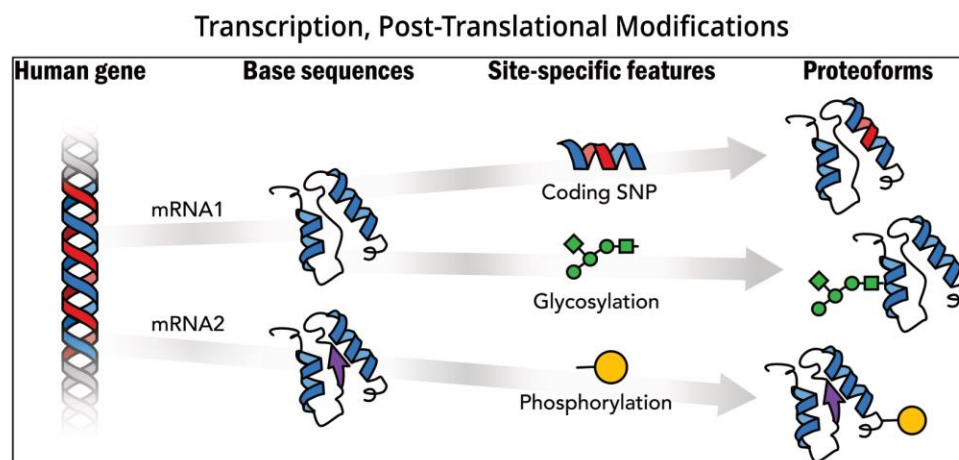 Transcription, Post-Translational Modifications
Human gene
Base sequences
Site-specific features
Proteoforms
mRNA1
Coding SNP
Glycosylation
mRNA2
Phosphorylation